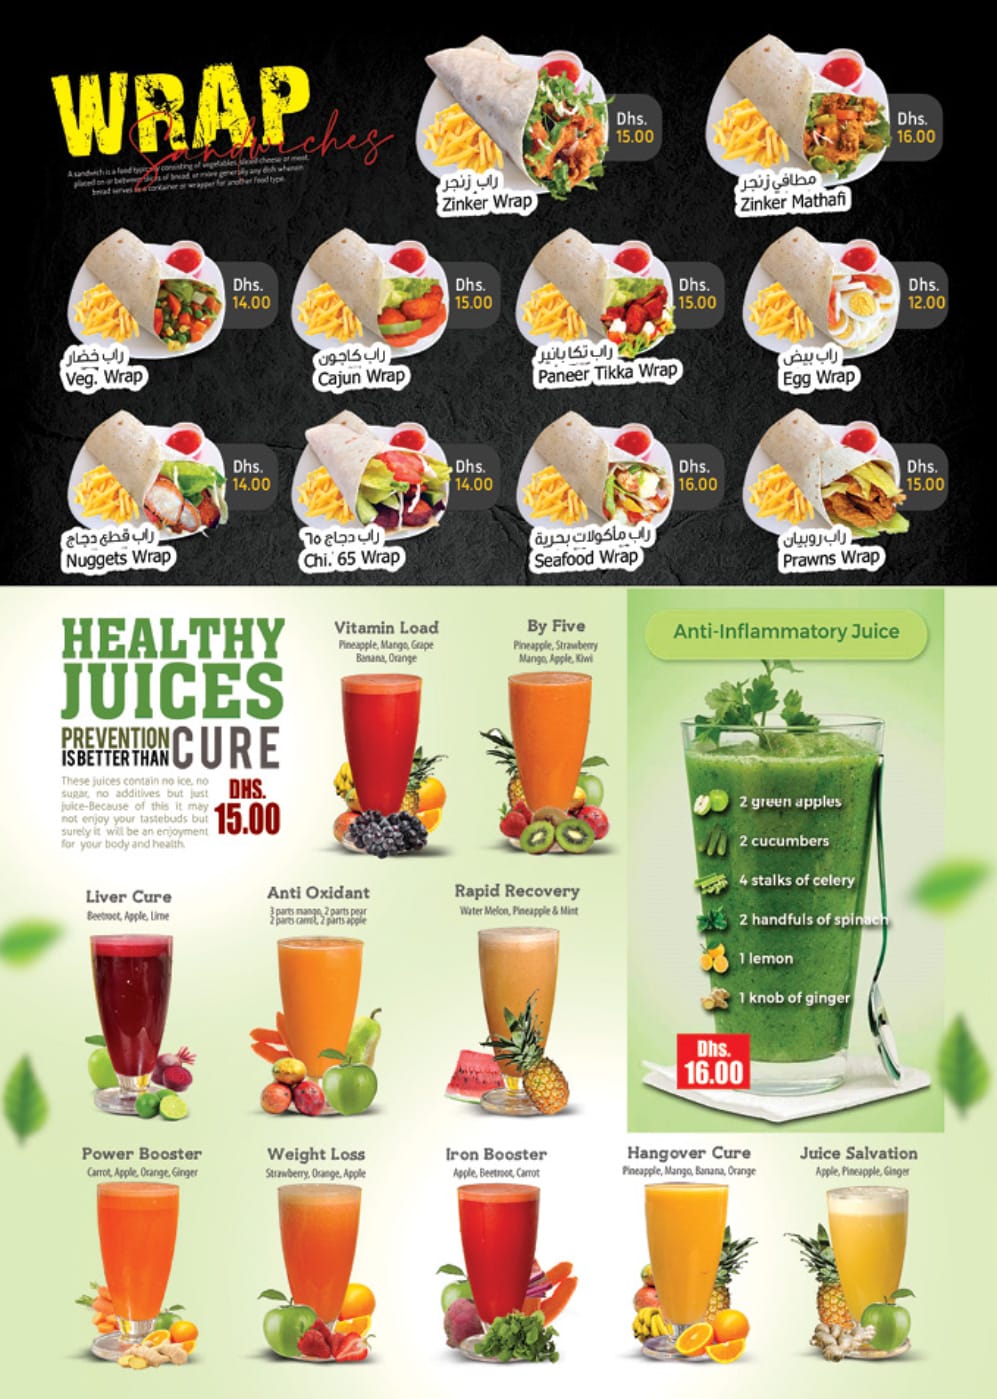 WRAP
Sandwiches
A sandwich is a food typically consisting of vegetables, sliced cheese or meat,
placed on or between slices of bread, or more generally any dish wherein
bread serves as a container or wrapper for another food type.
Dhs.
15.00
راب زنجر
Zinker Wrap
Dhs.
16.00
مطافي زنجر
Zinker Mathafi
Dhs.
14.00
راب خضار
Veg. Wrap
Dhs.
15.00
راب كاجون
Cajun Wrap
Dhs.
15.00
راب تكا بانير
Paneer Tikka Wrap
Dhs.
12.00
راب بيض
Egg Wrap
Dhs.
14.00
راب قطع دجاج
Nuggets Wrap
Dhs.
14.00
راب دجاج ٦٥
Chi. 65 Wrap
Dhs.
16.00
راب مأكولات بحرية
Seafood Wrap
Dhs.
15.00
راب روبيان
Prawns Wrap
HEALTHY
JUICES
PREVENTION
IS BETTER THAN CURE
These juices contain no ice, no
sugar, no additives but just
juice-Because of this it may
not enjoy your tastebuds but
surely it will be an enjoyment
for your body and health.
DHS.
15.00
Vitamin Load
Pineapple, Mango, Grape
Banana, Orange
By Five
Pineapple, Strawberry
Mango, Apple, Kiwi
Anti-Inflammatory Juice
2 green apples
2 cucumbers
4 stalks of celery
2 handfuls of spinach
1 lemon
1 knob of ginger
Dhs.
16.00
Liver Cure
Beetroot, Apple, Lime
Anti Oxidant
3 parts mango, 2 parts pear
2 parts carrot, 2 parts apple
Rapid Recovery
Water Melon, Pineapple & Mint
Power Booster
Carrot, Apple, Orange, Ginger
Weight Loss
Strawberry, Orange, Apple
Iron Booster
Apple, Beetroot, Carrot
Hangover Cure
Pineapple, Mango, Banana, Orange
Juice Salvation
Apple, Pineapple, Ginger